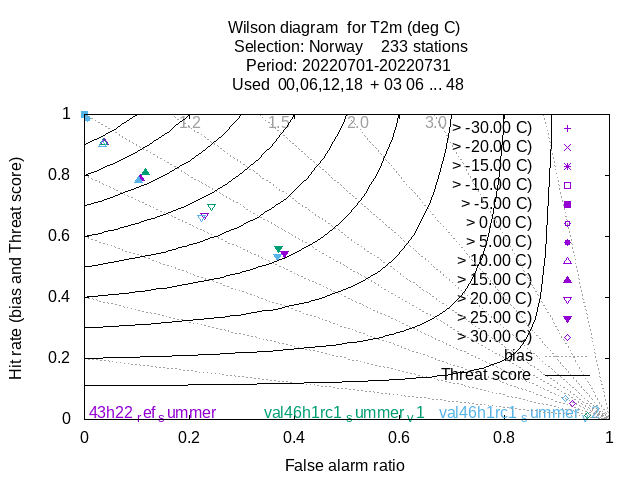 Wilson diagram for T2m (deg C)
Selection: Norway 233 stations
Period: 20220701-20220731
Used 00,06,12,18 + 03 06 ... 48
1.2
1.5
2.0
3.0
> -30.00 C)
> -20.00 C)
> -15.00 C)
> -10.00 C)
> -5.00 C)
> 0.00 C)
> 5.00 C)
> 10.00 C)
> 15.00 C)
> 20.00 C)
> 25.00 C)
> 30.00 C)
bias
Threat score
1
0.8
0.6
0.4
0.2
0
Hit rate (bias and Threat score)
43h22ref summer
val46h1rc1summerv1
val46h1rc1summerv2
0
0.2
0.4
0.6
0.8
1
False alarm ratio